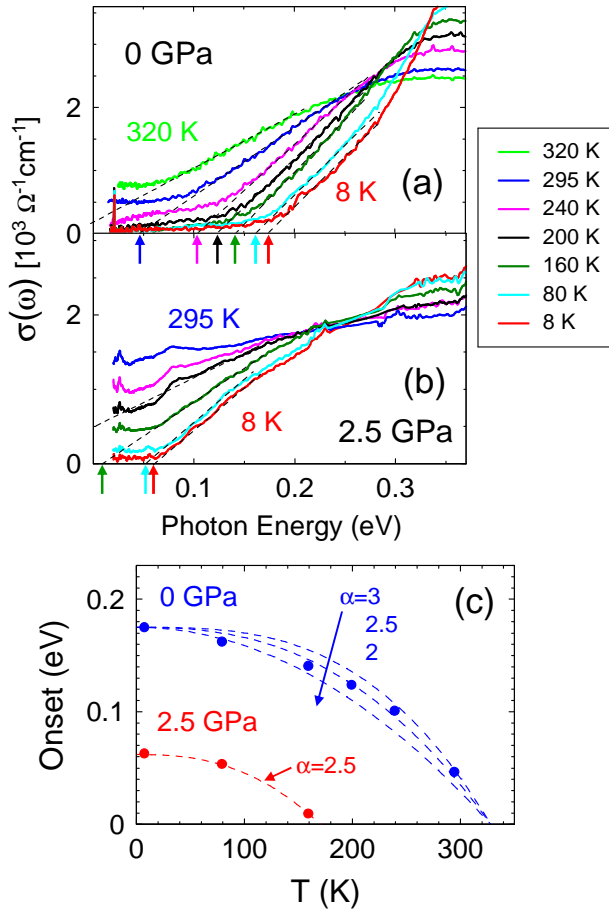 0 GPa
320 K
8 K
(a)
2
0
σ(ω) [10³ Ω⁻¹cm⁻¹]
320 K
295 K
240 K
200 K
160 K
80 K
8 K
295 K
(b)
8 K
2.5 GPa
2
0
0.1 0.2 0.3
Photon Energy (eV)
0 GPa
α=3
2.5
2
(c)
2.5 GPa
α=2.5
0.2
0.1
0
Onset (eV)
0 100 200 300
T (K)